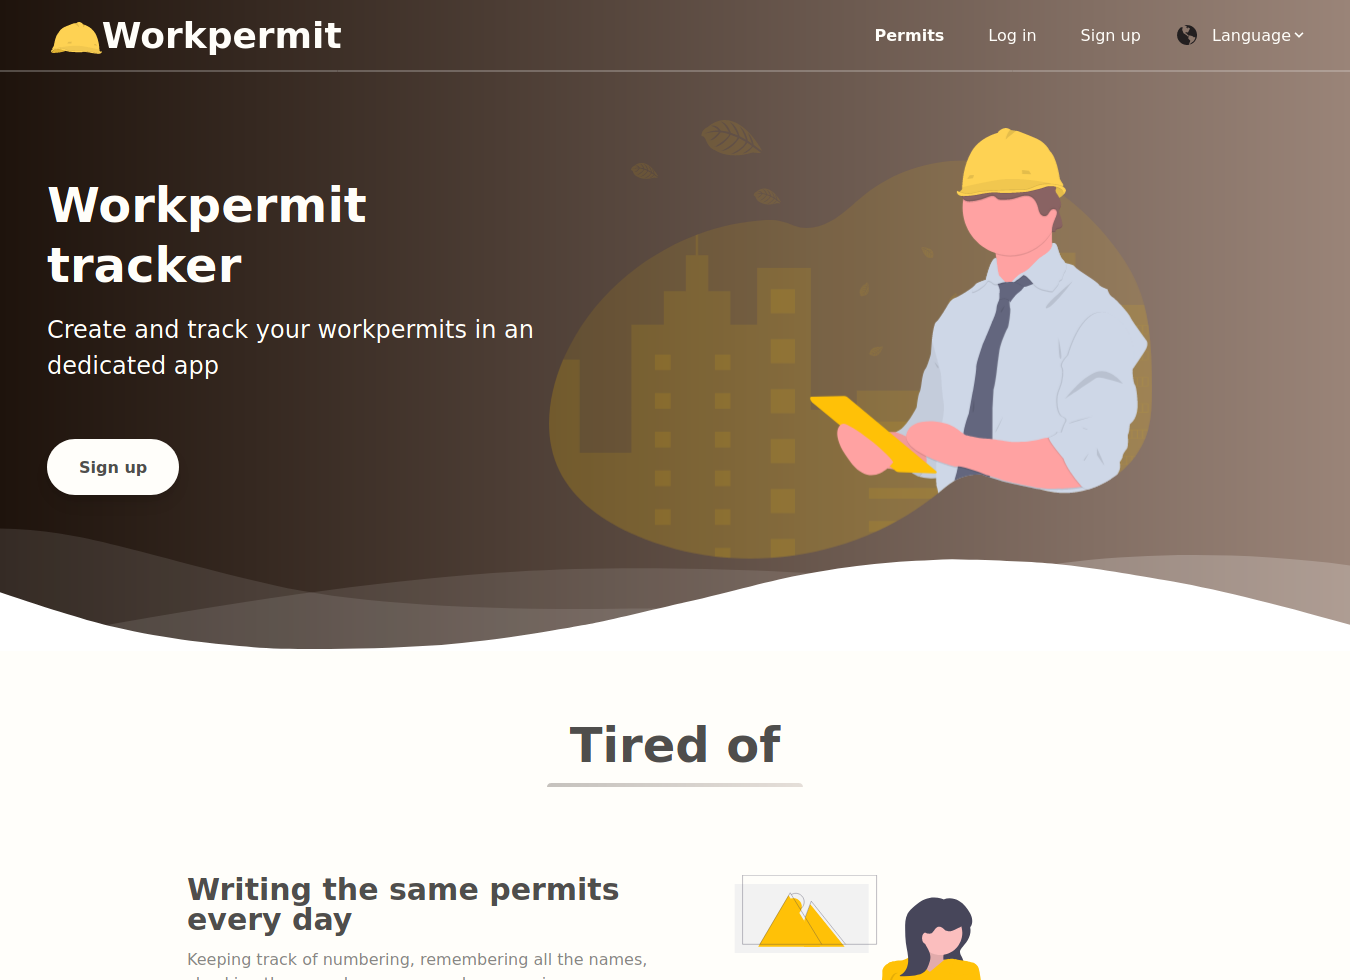 Workpermit
Permits
Log in
Sign up
Language
Workpermit
tracker
Create and track your workpermits in an
dedicated app
Sign up
Tired of
Writing the same permits
every day
Keeping track of numbering, remembering all the names,